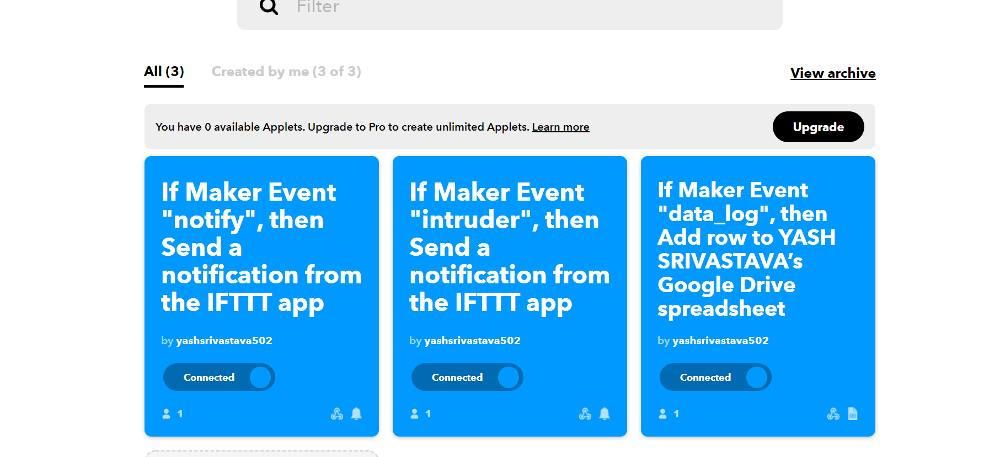 Filter
All (3)
Created by me (3 of 3)
View archive
You have 0 available Applets. Upgrade to Pro to create unlimited Applets. Learn more
Upgrade
If Maker Event
"notify", then
Send a
notification from
the IFTTT app
by yashsrivastava502
Connected
1
If Maker Event
"intruder", then
Send a
notification from
the IFTTT app
by yashsrivastava502
Connected
1
If Maker Event
"data_log", then
Add row to YASH
SRIVASTAVA’s
Google Drive
spreadsheet
by yashsrivastava502
Connected
1